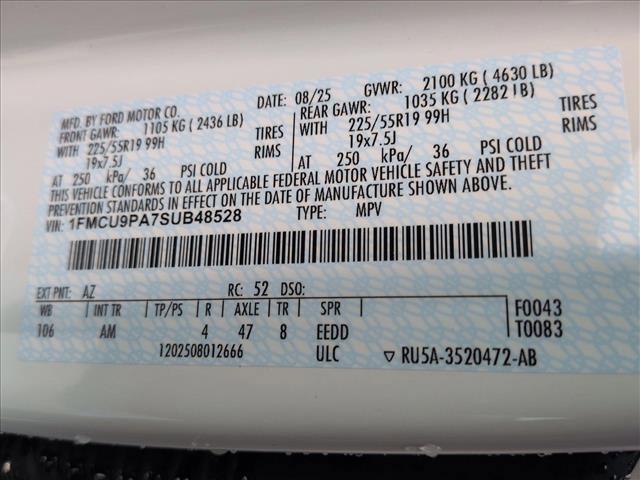 MFD. BY FORD MOTOR CO. DATE: 08/25 GVWR: 2100 KG ( 4630 LB)
FRONT GAWR: 1105 KG ( 2436 LB) REAR GAWR: 1035 KG ( 2282 LB)
WITH 225/55R19 99H TIRES WITH 225/55R19 99H TIRES
19x7.5J RIMS 19x7.5J RIMS
AT 250 kPa/ 36 PSI COLD AT 250 kPa/ 36 PSI COLD
THIS VEHICLE CONFORMS TO ALL APPLICABLE FEDERAL MOTOR VEHICLE SAFETY AND THEFT
PREVENTION STANDARDS IN EFFECT ON THE DATE OF MANUFACTURE SHOWN ABOVE.
VIN: 1FMCU9PA7SUB48528 TYPE: MPV
EXT PNT: AZ RC: 52 DSO:
WB INT TR TP/PS R AXLE TR SPR F0043
106 AM 4 47 8 EEDD T0083
1202508012666 ULC ▽ RU5A-3520472-AB